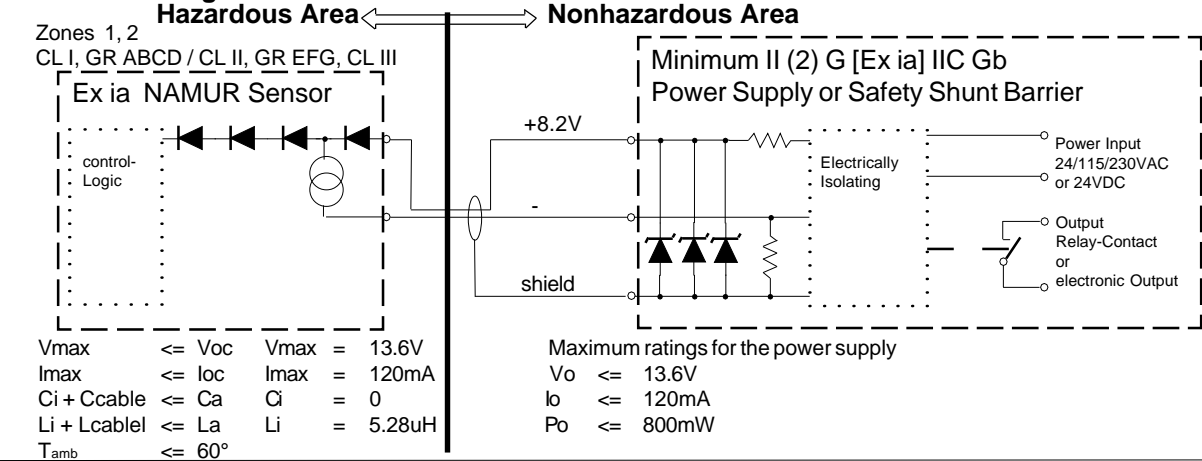 Hazardous Area
Nonhazardous Area
Zones 1, 2
CL I, GR ABCD / CL II, GR EFG, CL III
Ex ia NAMUR Sensor
control-
Logic
+8.2V
-
shield
Minimum II (2) G [Ex ia] IIC Gb
Power Supply or Safety Shunt Barrier
Electrically
Isolating
Power Input
24/115/230VAC
or 24VDC
Output
Relay-Contact
or
electronic Output
Vmax <= Voc Vmax = 13.6V
Imax <= Ioc Imax = 120mA
Ci + Ccable <= Ca Ci = 0
Li + Lcablel <= La Li = 5.28uH
Tamb <= 60°
Maximum ratings for the power supply
Vo <= 13.6V
Io <= 120mA
Po <= 800mW